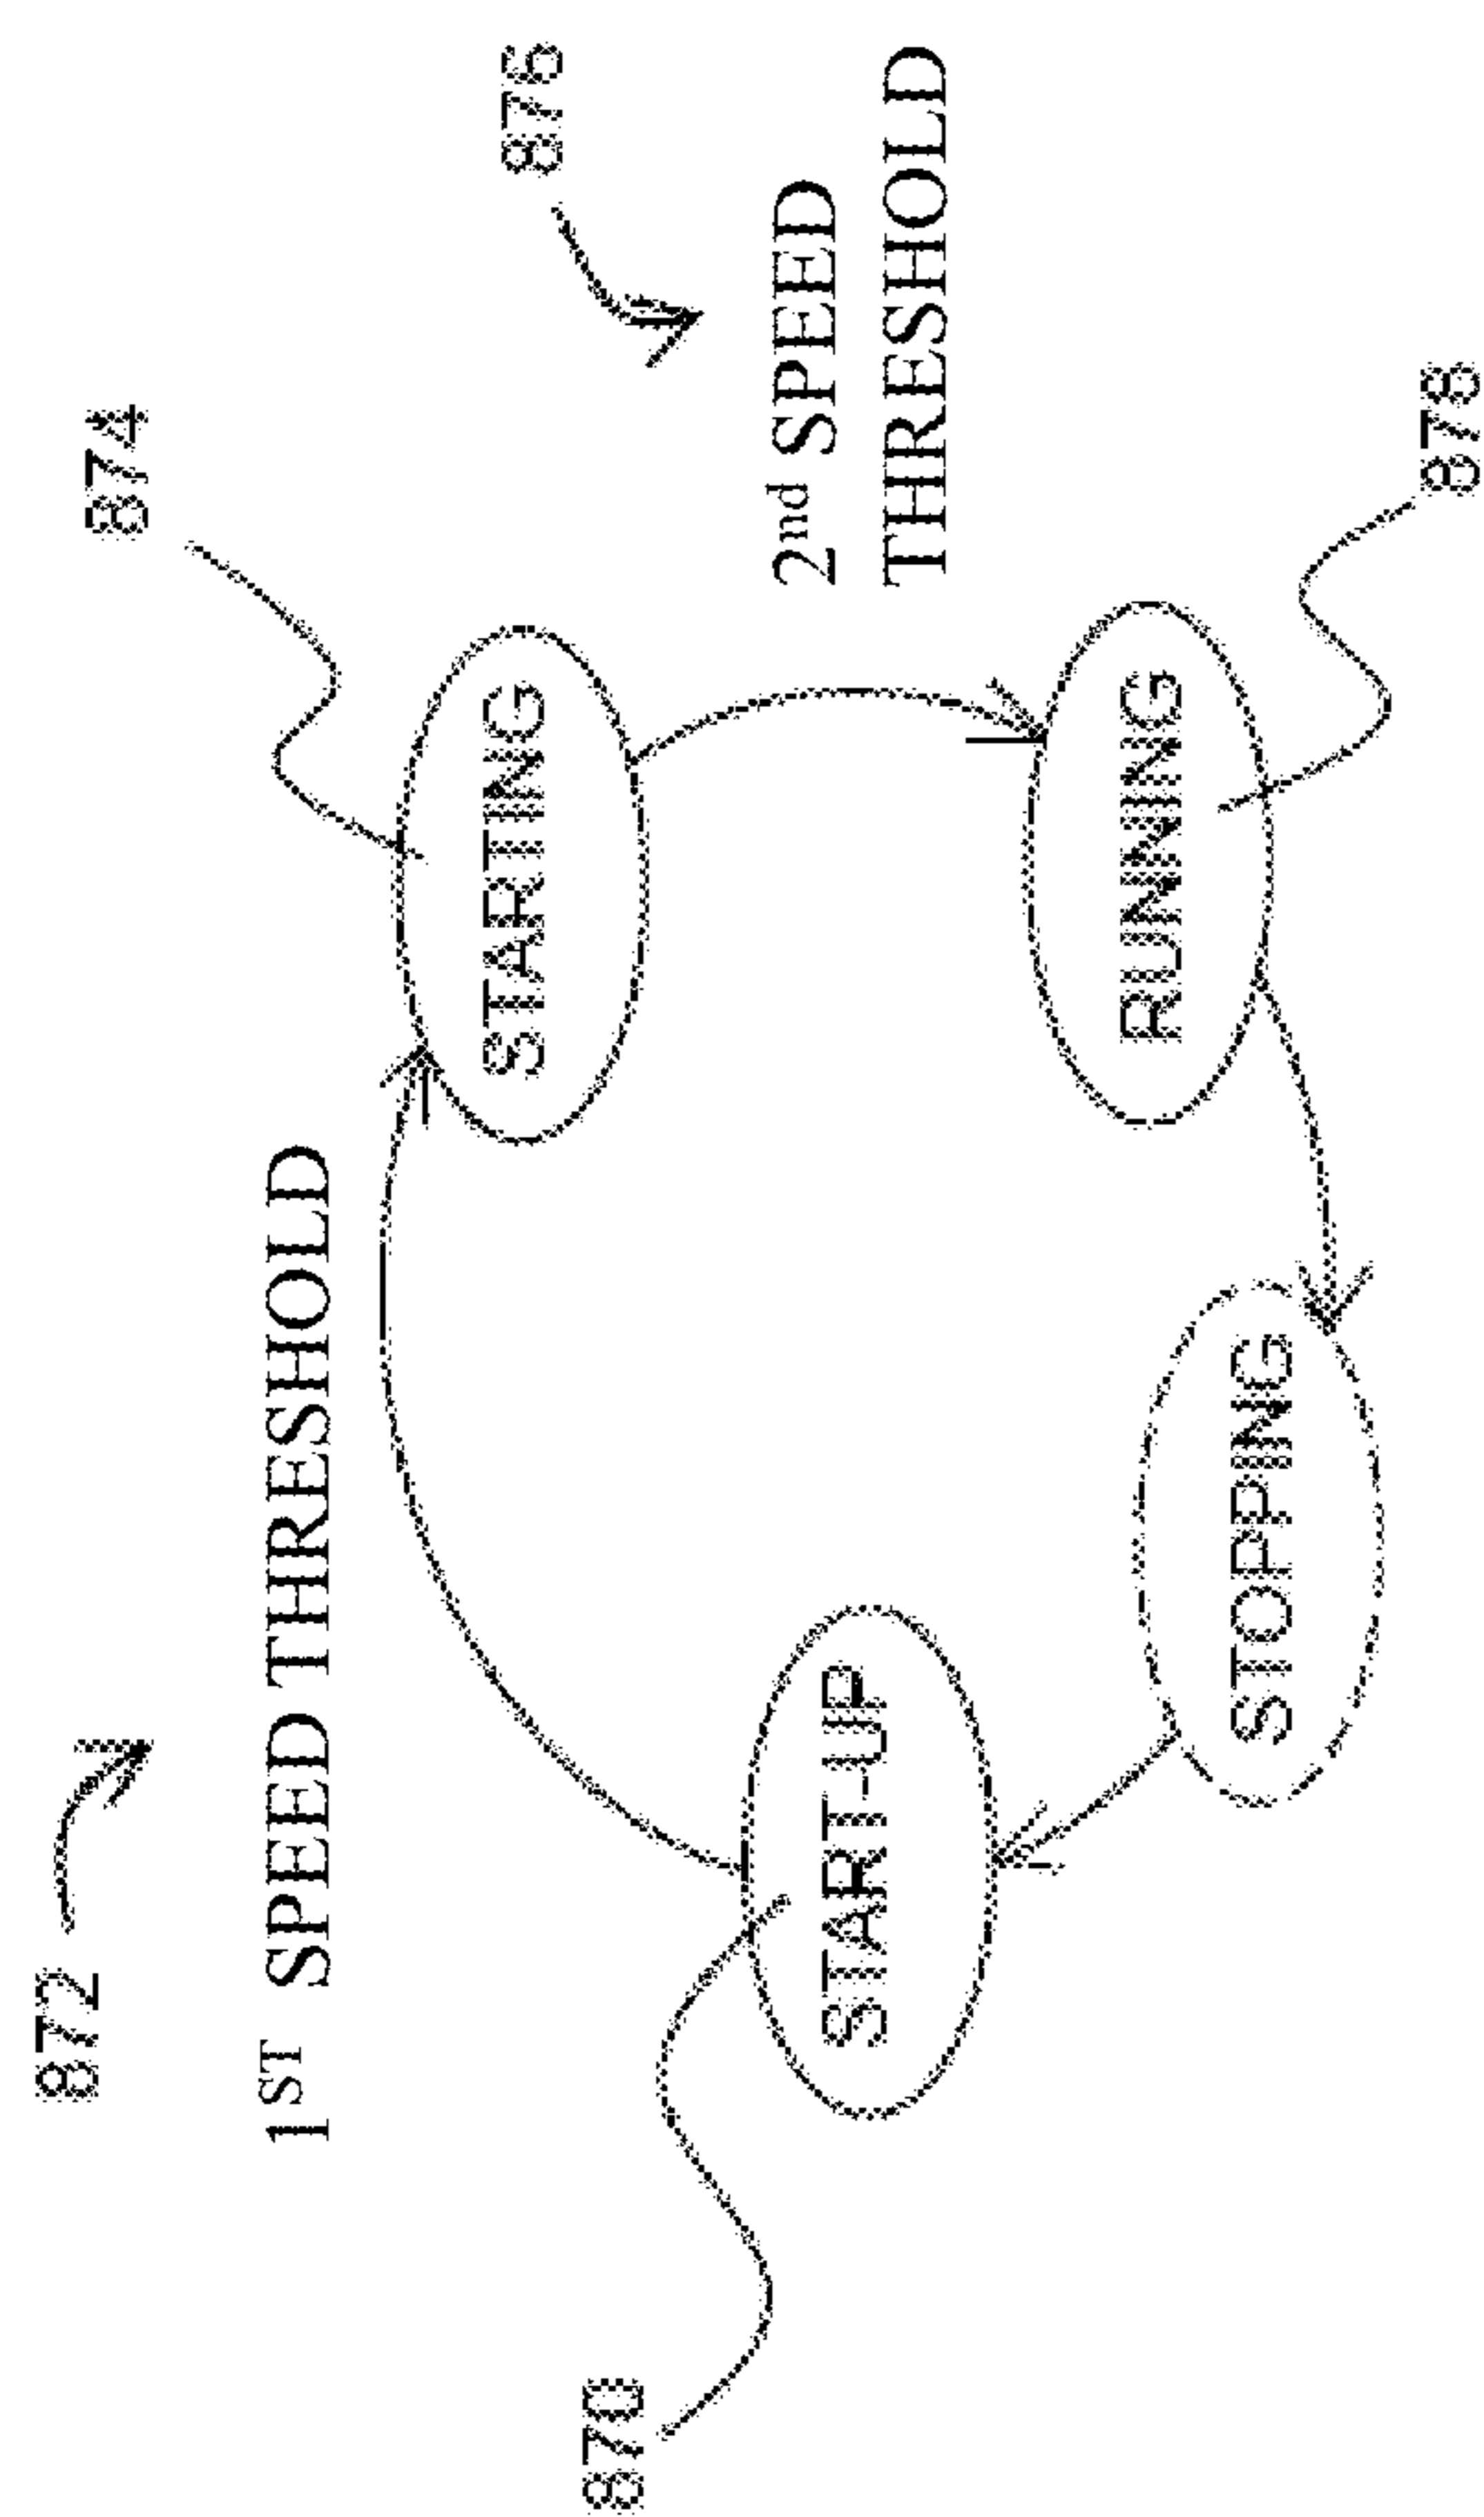 872
1ST SPEED THRESHOLD
874
STARTING
876
2nd SPEED
THRESHOLD
870
START-UP
RUNNING
878
STOPPING